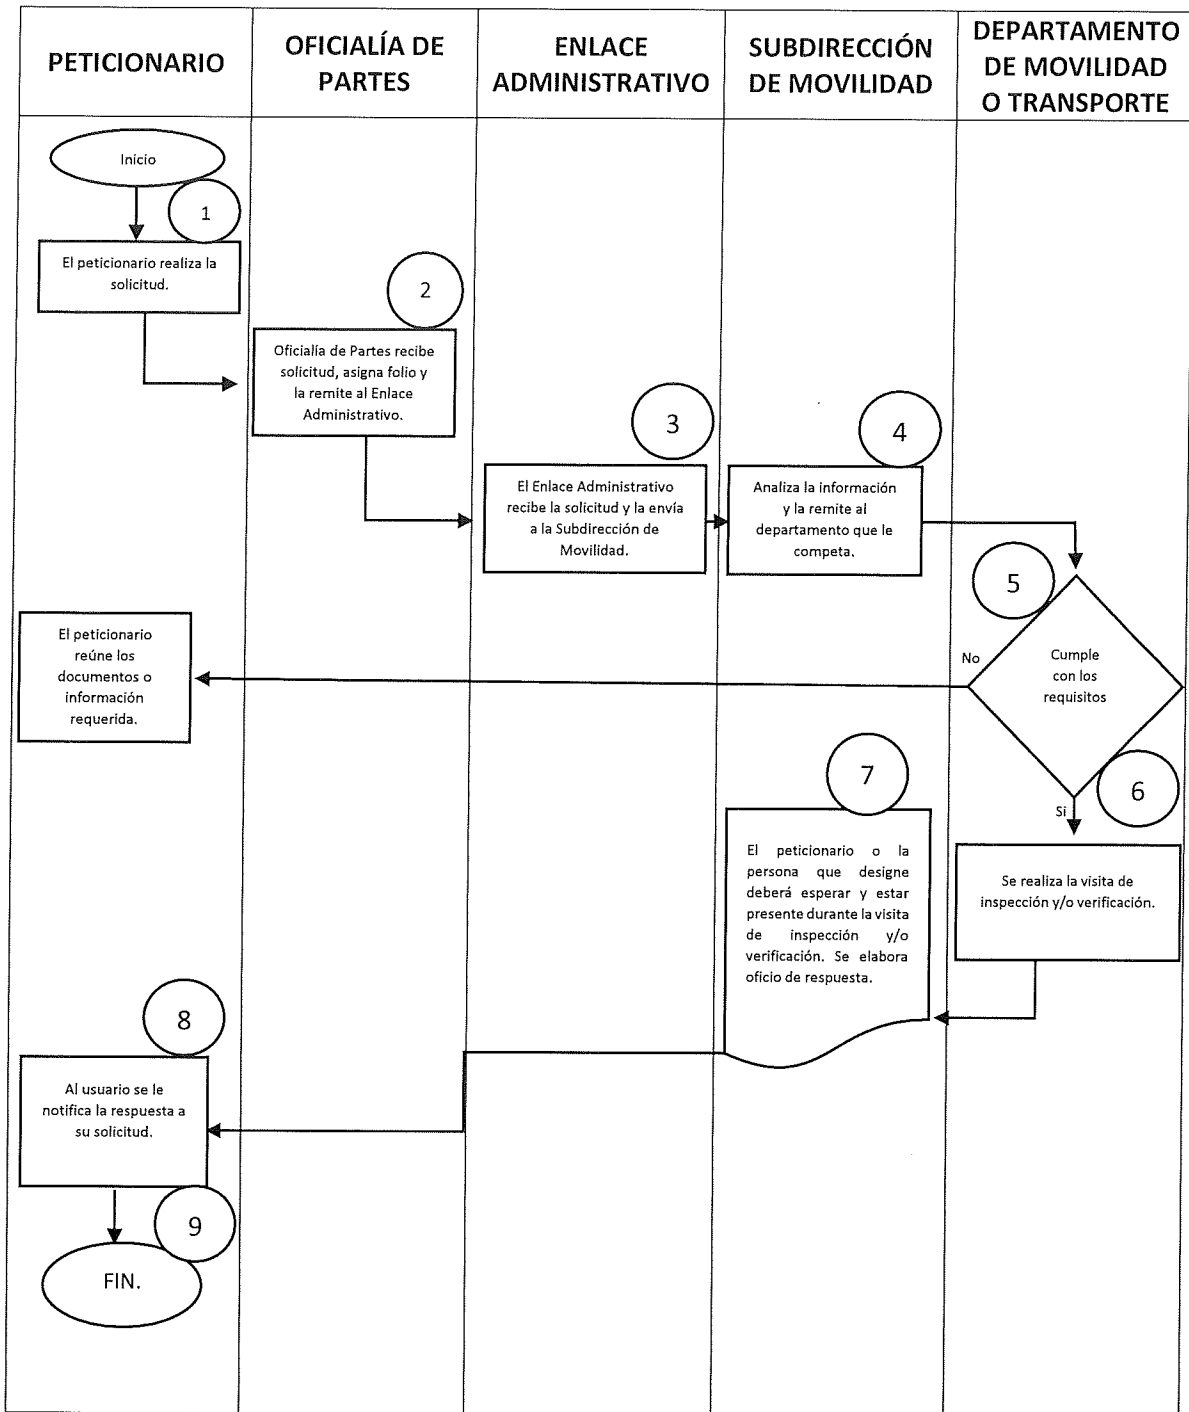 PETICIONARIO
OFICIALÍA DE
PARTES
ENLACE
ADMINISTRATIVO
SUBDIRECCIÓN
DE MOVILIDAD
DEPARTAMENTO
DE MOVILIDAD
O TRANSPORTE
Inicio
1
El peticionario realiza la
solicitud.
2
Oficialía de Partes recibe
solicitud, asigna folio y
la remite al Enlace
Administrativo.
3
El Enlace Administrativo
recibe la solicitud y la envía
a la Subdirección de
Movilidad.
4
Analiza la información
y la remite al
departamento que le
competa.
5
Cumple
con los
requisitos
No
El peticionario
reúne los
documentos o
información
requerida.
6
Si
Se realiza la visita de
inspección y/o verificación.
7
El peticionario o la
persona que designe
deberá esperar y estar
presente durante la visita
de inspección y/o
verificación. Se elabora
oficio de respuesta.
8
Al usuario se le
notifica la respuesta a
su solicitud.
9
FIN.